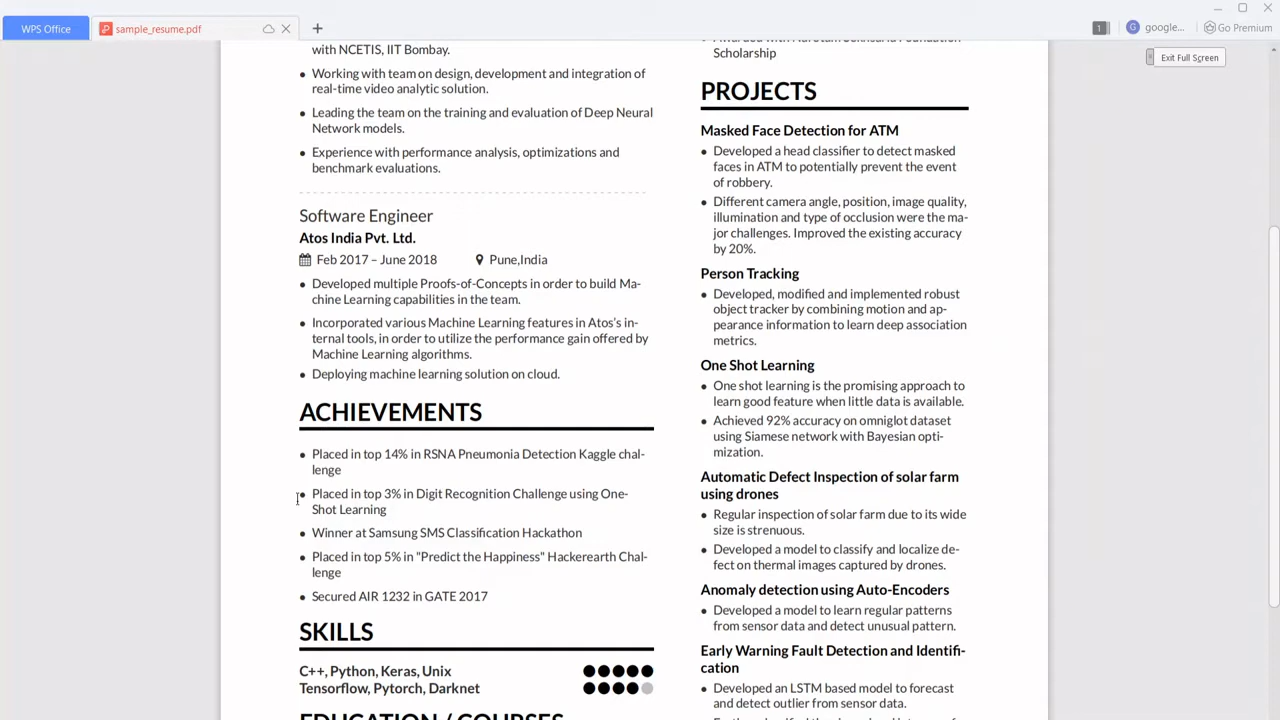 WPS Office
sample_resume.pdf
1
G google...
Go Premium
Exit Full Screen
with NCETIS, IIT Bombay.
• Working with team on design, development and integration of
real-time video analytic solution.
• Leading the team on the training and evaluation of Deep Neural
Network models.
• Experience with performance analysis, optimizations and
benchmark evaluations.
Software Engineer
Atos India Pvt. Ltd.
Feb 2017 – June 2018 Pune,India
• Developed multiple Proofs-of-Concepts in order to build Ma-
chine Learning capabilities in the team.
• Incorporated various Machine Learning features in Atos's in-
ternal tools, in order to utilize the performance gain offered by
Machine Learning algorithms.
• Deploying machine learning solution on cloud.
ACHIEVEMENTS
• Placed in top 14% in RSNA Pneumonia Detection Kaggle chal-
lenge
• Placed in top 3% in Digit Recognition Challenge using One-
Shot Learning
• Winner at Samsung SMS Classification Hackathon
• Placed in top 5% in "Predict the Happiness" Hackerearth Chal-
lenge
• Secured AIR 1232 in GATE 2017
SKILLS
C++, Python, Keras, Unix
Tensorflow, Pytorch, Darknet
EDUCATION / COURSES
Scholarship
PROJECTS
Masked Face Detection for ATM
• Developed a head classifier to detect masked
faces in ATM to potentially prevent the event
of robbery.
• Different camera angle, position, image quality,
illumination and type of occlusion were the ma-
jor challenges. Improved the existing accuracy
by 20%.
Person Tracking
• Developed, modified and implemented robust
object tracker by combining motion and ap-
pearance information to learn deep association
metrics.
One Shot Learning
• One shot learning is the promising approach to
learn good feature when little data is available.
• Achieved 92% accuracy on omniglot dataset
using Siamese network with Bayesian opti-
mization.
Automatic Defect Inspection of solar farm
using drones
• Regular inspection of solar farm due to its wide
size is strenuous.
• Developed a model to classify and localize de-
fect on thermal images captured by drones.
Anomaly detection using Auto-Encoders
• Developed a model to learn regular patterns
from sensor data and detect unusual pattern.
Early Warning Fault Detection and Identifi-
cation
• Developed an LSTM based model to forecast
and detect outlier from sensor data.